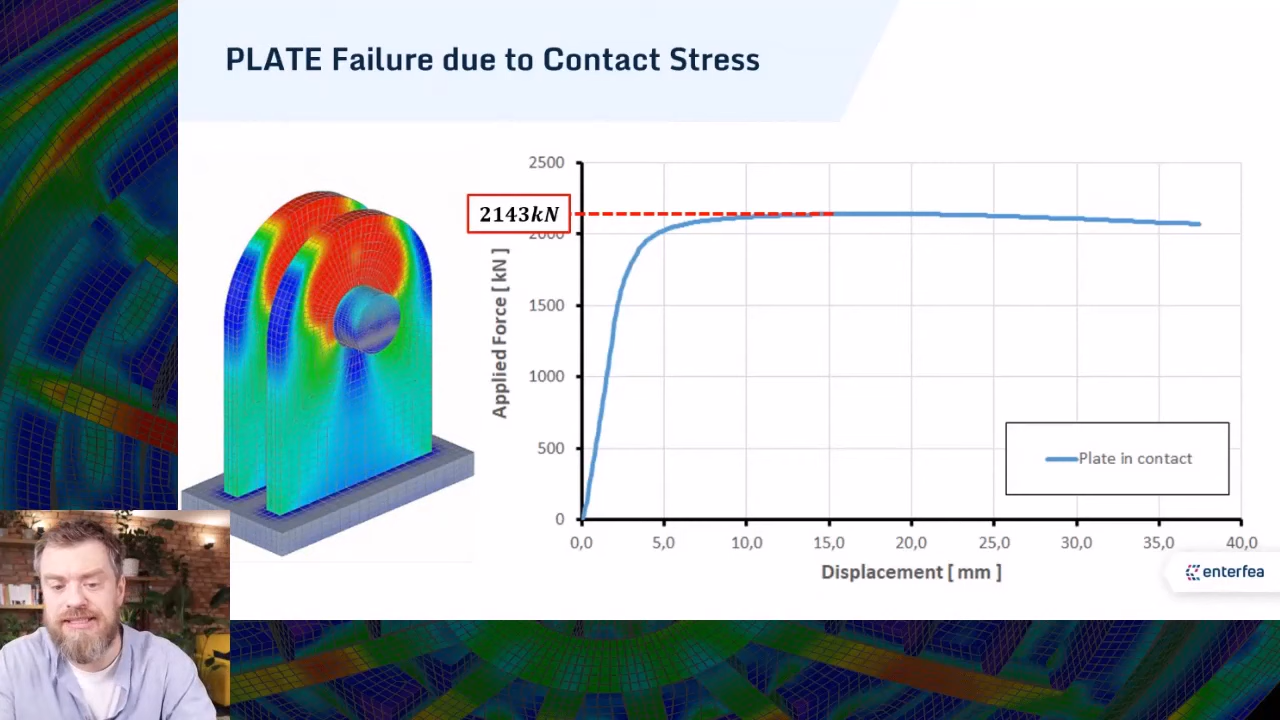 PLATE Failure due to Contact Stress
2500
2143kN
2000
1500
1000
500
0
Applied Force [ kN ]
Plate in contact
0,0
5,0
10,0
15,0
20,0
25,0
30,0
35,0
40,0
Displacement [ mm ]
enterfea